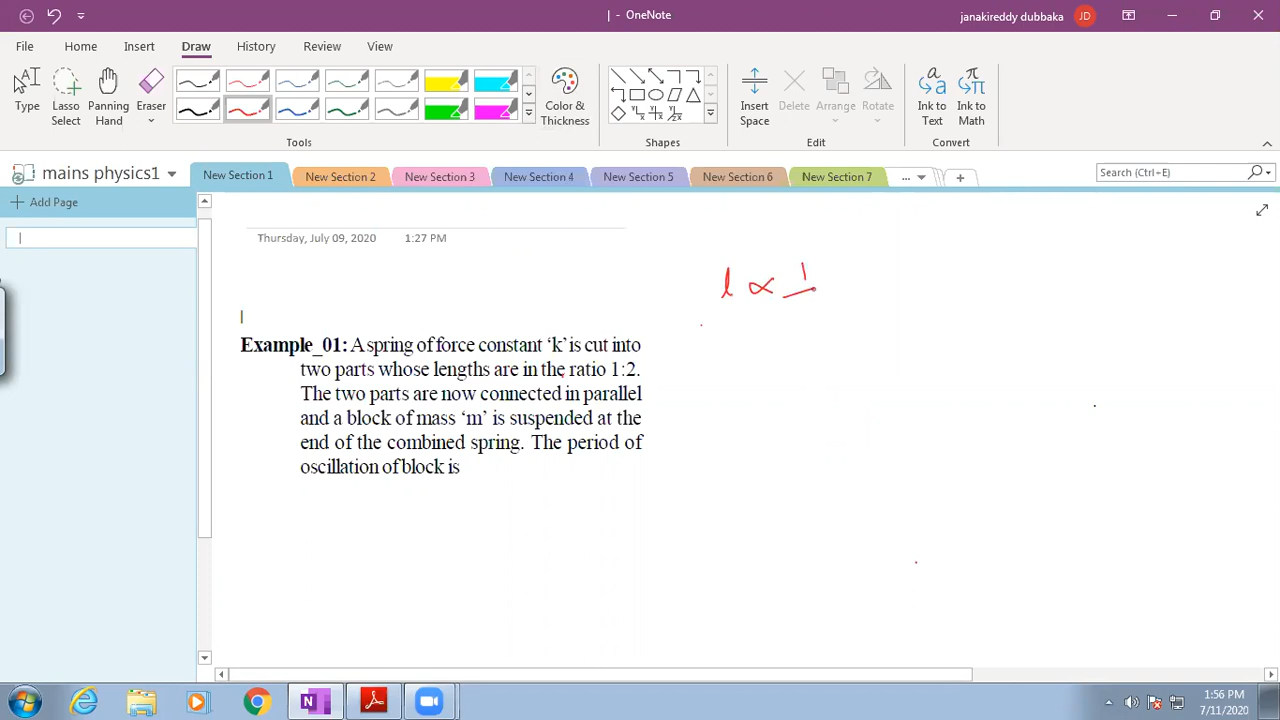 | - OneNote
janakireddy dubbaka JD
File Home Insert Draw History Review View
Type Lasso Select Panning Hand Eraser Color & Thickness Insert Space Delete Arrange Rotate Ink to Text Ink to Math
Tools Shapes Edit Convert
mains physics1 New Section 1 New Section 2 New Section 3 New Section 4 New Section 5 New Section 6 New Section 7 ... Search (Ctrl+E)
Add Page
Thursday, July 09, 2020 1:27 PM
l ∝ 1
Example_01: A spring of force constant ‘k’ is cut into
two parts whose lengths are in the ratio 1:2.
The two parts are now connected in parallel
and a block of mass ‘m’ is suspended at the
end of the combined spring. The period of
oscillation of block is
1:56 PM
7/11/2020